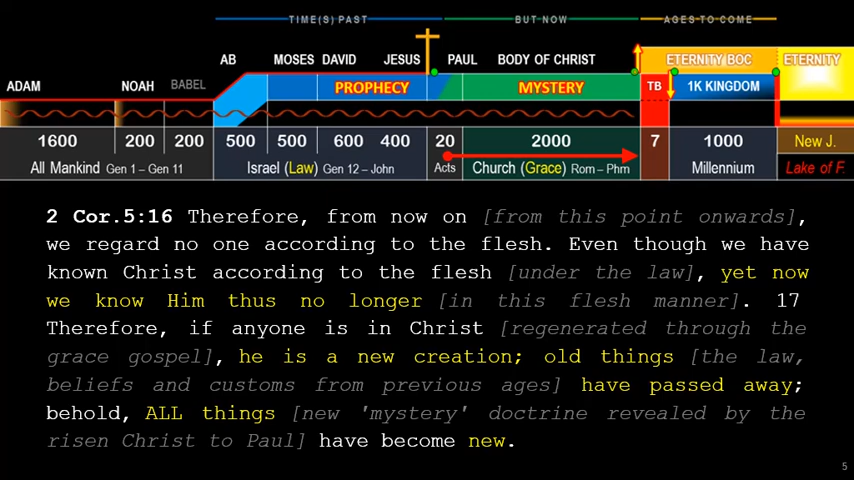 TIME(S) PAST BUT NOW AGES TO COME
AB MOSES DAVID JESUS PAUL BODY OF CHRIST ETERNITY BOC ETERNITY
ADAM NOAH BABEL PROPHECY MYSTERY TB 1K KINGDOM
1600 200 200 500 500 600 400 20 2000 7 1000 New J.
All Mankind Gen 1 – Gen 11 Israel (Law) Gen 12 – John Acts Church (Grace) Rom – Phm Millennium Lake of F.
2 Cor.5:16 Therefore, from now on [from this point onwards],
we regard no one according to the flesh. Even though we have
known Christ according to the flesh [under the law], yet now
we know Him thus no longer [in this flesh manner]. 17
Therefore, if anyone is in Christ [regenerated through the
grace gospel], he is a new creation; old things [the law,
beliefs and customs from previous ages] have passed away;
behold, ALL things [new 'mystery' doctrine revealed by the
risen Christ to Paul] have become new.
5